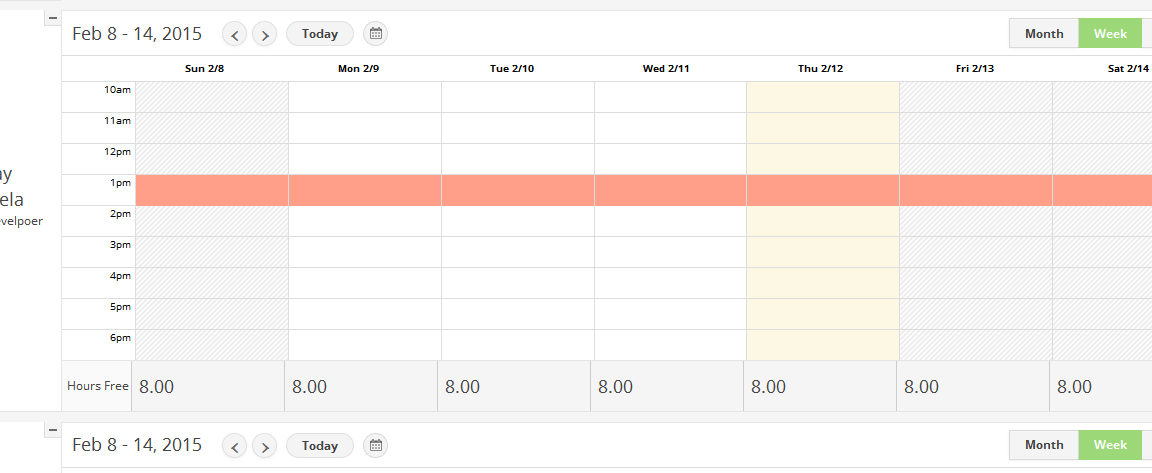 Feb 8 - 14, 2015 Today Month Week
Sun 2/8 Mon 2/9 Tue 2/10 Wed 2/11 Thu 2/12 Fri 2/13 Sat 2/14
10am
11am
12pm
ay
1pm
ela
2pm
velpoer
3pm
4pm
5pm
6pm
Hours Free 8.00 8.00 8.00 8.00 8.00 8.00 8.00
Feb 8 - 14, 2015 Today Month Week